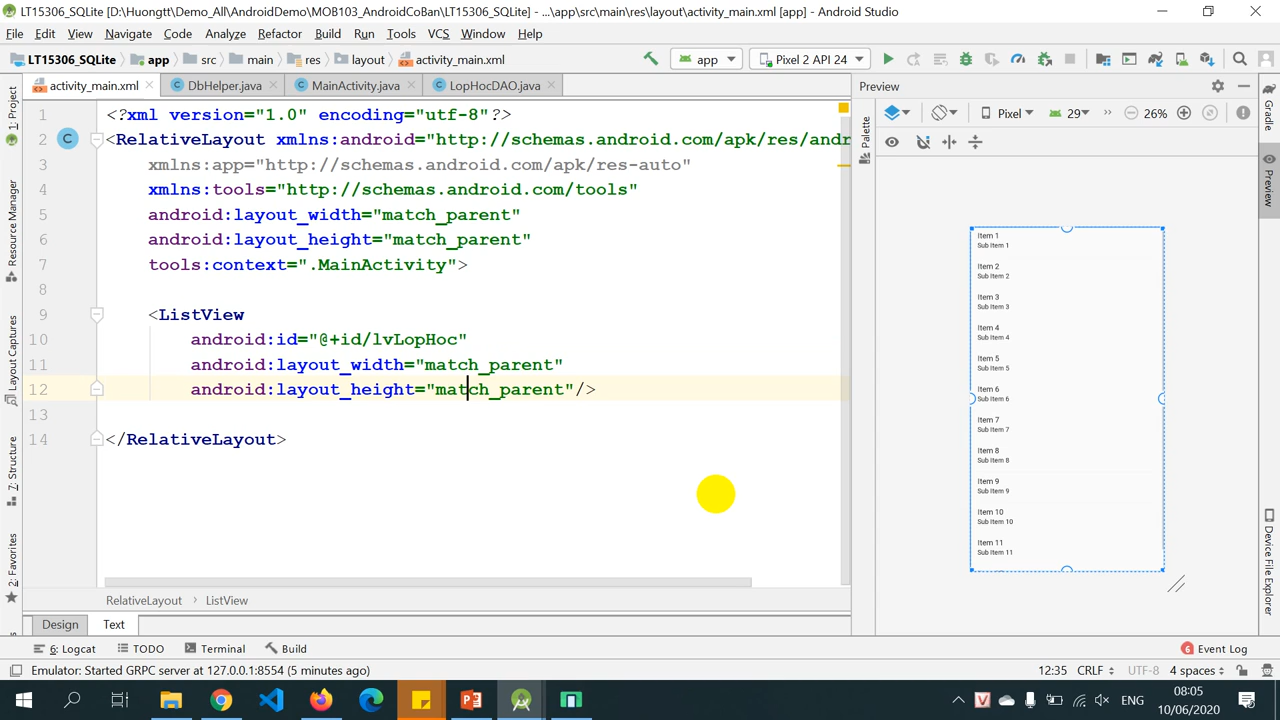 LT15306_SQLite [D:\Huongtt\Demo_All\AndroidDemo\MOB103_AndroidCoBan\LT15306_SQLite] - ...\app\src\main\res\layout\activity_main.xml [app] - Android Studio
File Edit View Navigate Code Analyze Refactor Build Run Tools VCS Window Help
LT15306_SQLite app src main res layout activity_main.xml app Pixel 2 API 24
activity_main.xml DbHelper.java MainActivity.java LopHocDAO.java Preview
Pixel 29 26%
1 <?xml version="1.0" encoding="utf-8"?>
2 <RelativeLayout xmlns:android="http://schemas.android.com/apk/res/andr
3 xmlns:app="http://schemas.android.com/apk/res-auto"
4 xmlns:tools="http://schemas.android.com/tools"
5 android:layout_width="match_parent"
6 android:layout_height="match_parent"
7 tools:context=".MainActivity">
8
9 <ListView
10 android:id="@+id/lvLopHoc"
11 android:layout_width="match_parent"
12 android:layout_height="match_parent"/>
13
14 </RelativeLayout>
RelativeLayout › ListView
Design Text
1: Project
Resource Manager
Layout Captures
7: Structure
2: Favorites
Palette
Item 1
Sub Item 1
Item 2
Sub Item 2
Item 3
Sub Item 3
Item 4
Sub Item 4
Item 5
Sub Item 5
Item 6
Sub Item 6
Item 7
Sub Item 7
Item 8
Sub Item 8
Item 9
Sub Item 9
Item 10
Sub Item 10
Item 11
Sub Item 11
Gradle
Preview
Device File Explorer
6: Logcat TODO Terminal Build 6 Event Log
Emulator: Started GRPC server at 127.0.0.1:8554 (5 minutes ago) 12:35 CRLF UTF-8 4 spaces
ENG 08:05
10/06/2020